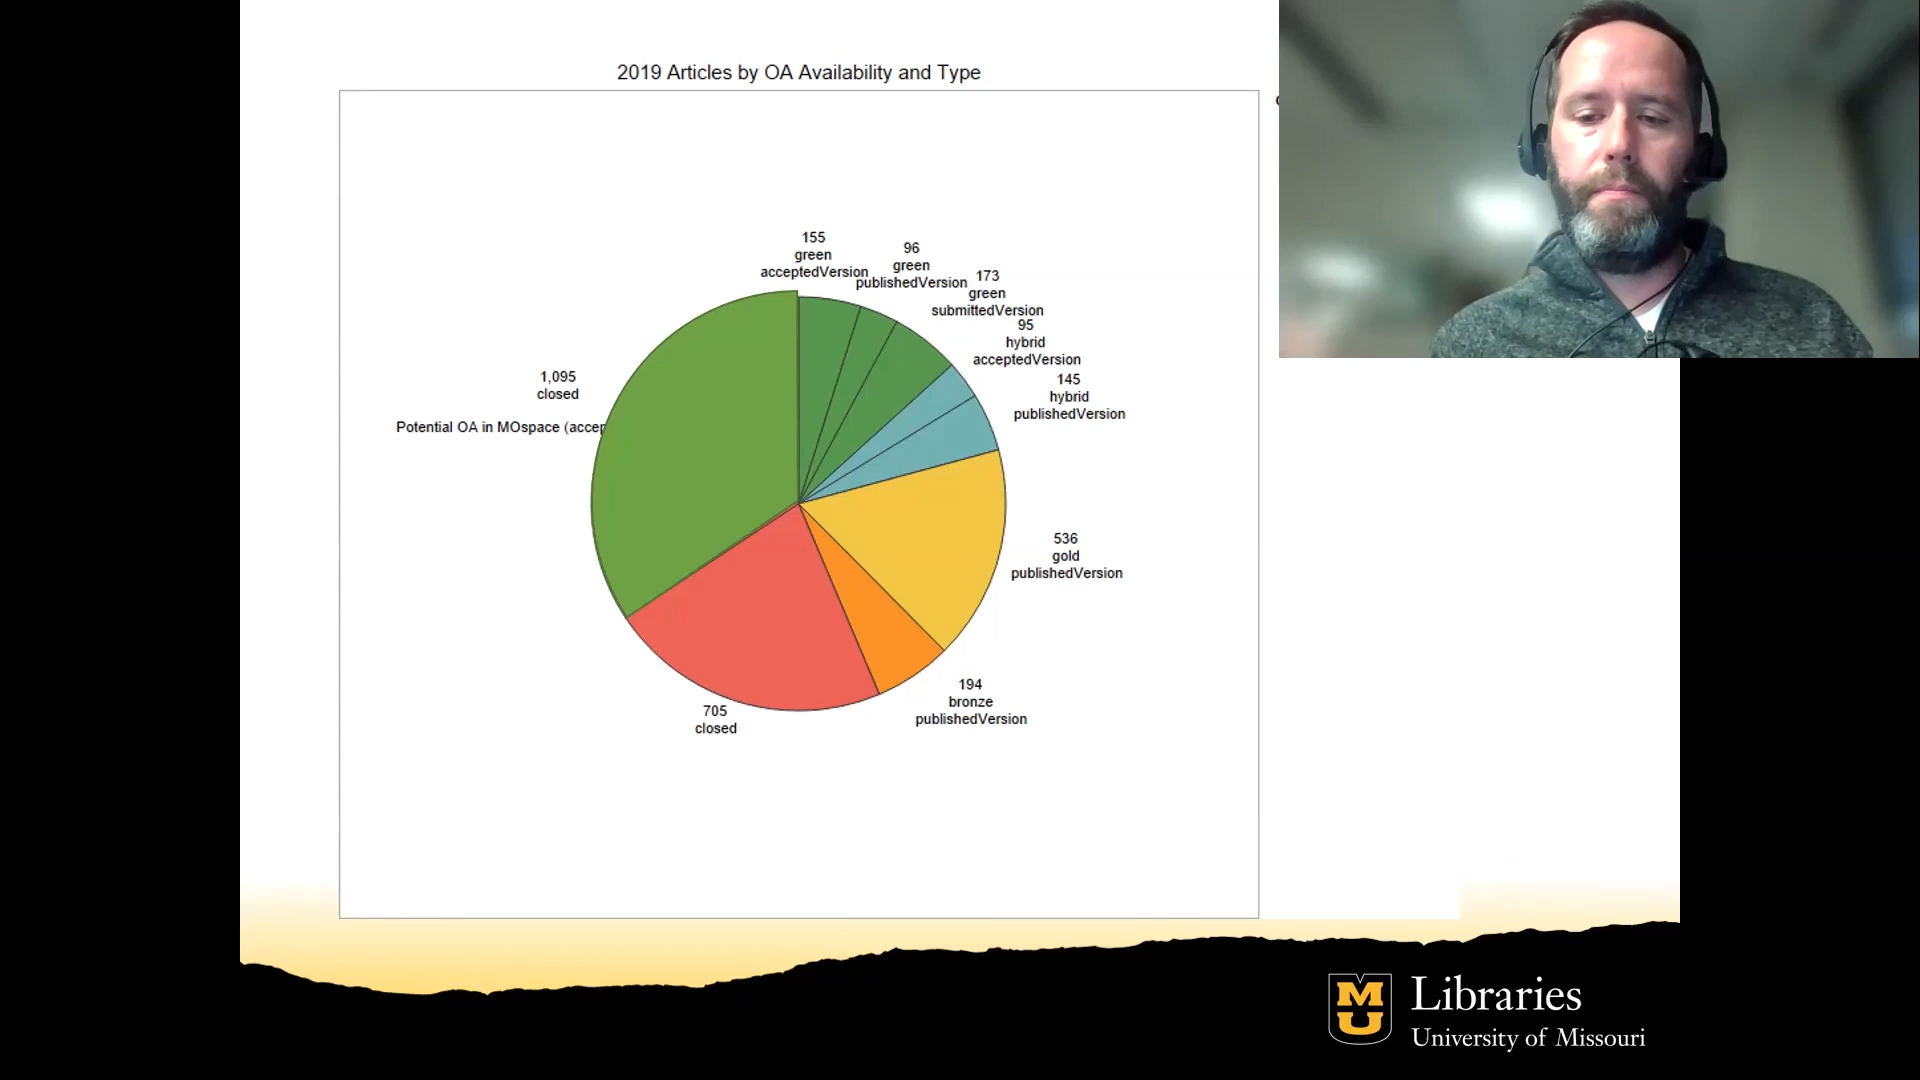 2019 Articles by OA Availability and Type
155
green
acceptedVersion
96
green
publishedVersion
173
green
submittedVersion
95
hybrid
acceptedVersion
145
hybrid
publishedVersion
1,095
closed
Potential OA in MOspace (accep
536
gold
publishedVersion
194
bronze
publishedVersion
705
closed
MU Libraries
University of Missouri